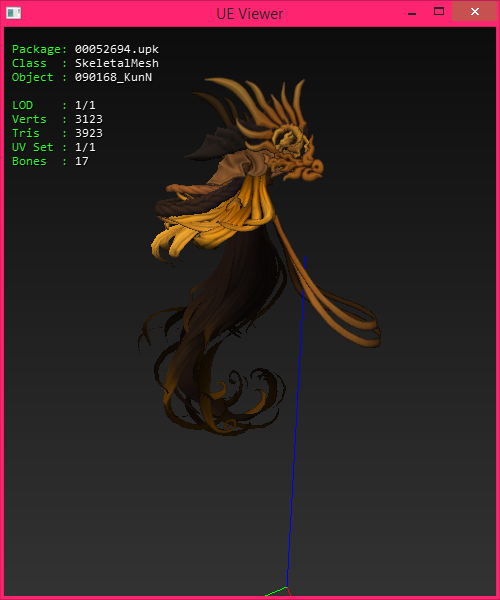 UE Viewer
Package: 00052694.upk
Class  : SkeletalMesh
Object : 090168_KunN
LOD    : 1/1
Verts  : 3123
Tris   : 3923
UV Set : 1/1
Bones  : 17